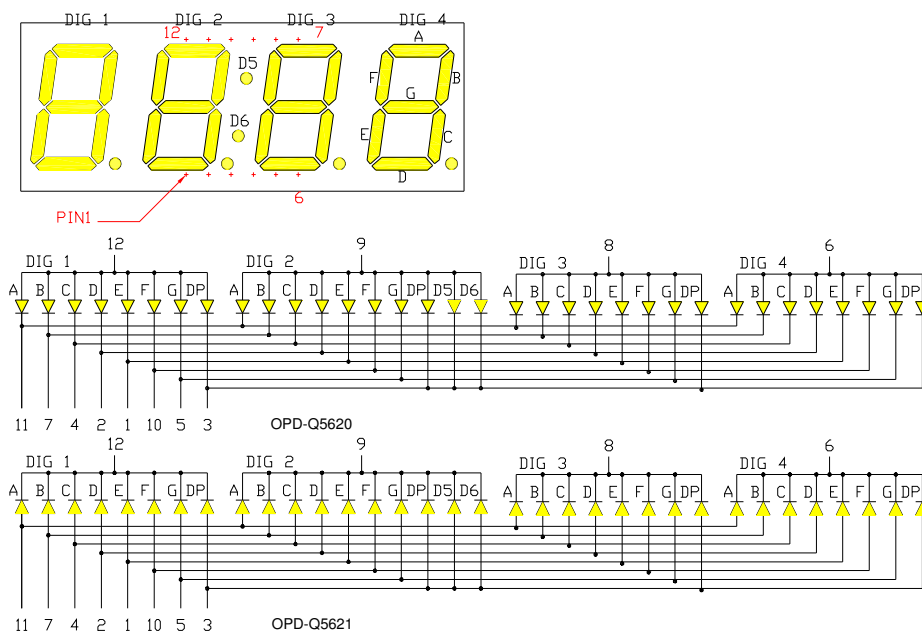 DIG 1 DIG 2 DIG 3 DIG 4
12 7 A
D5 F B
G
D6 E C
D
PIN1 6
12 9 8 6
DIG 1 DIG 2 DIG 3 DIG 4
A B C D E F G DP A B C D E F G DP D5 D6 A B C D E F G DP A B C D E F G DP
11 7 4 2 1 10 5 3 OPD-Q5620
12 9 8 6
DIG 1 DIG 2 DIG 3 DIG 4
A B C D E F G DP A B C D E F G DP D5 D6 A B C D E F G DP A B C D E F G DP
11 7 4 2 1 10 5 3 OPD-Q5621